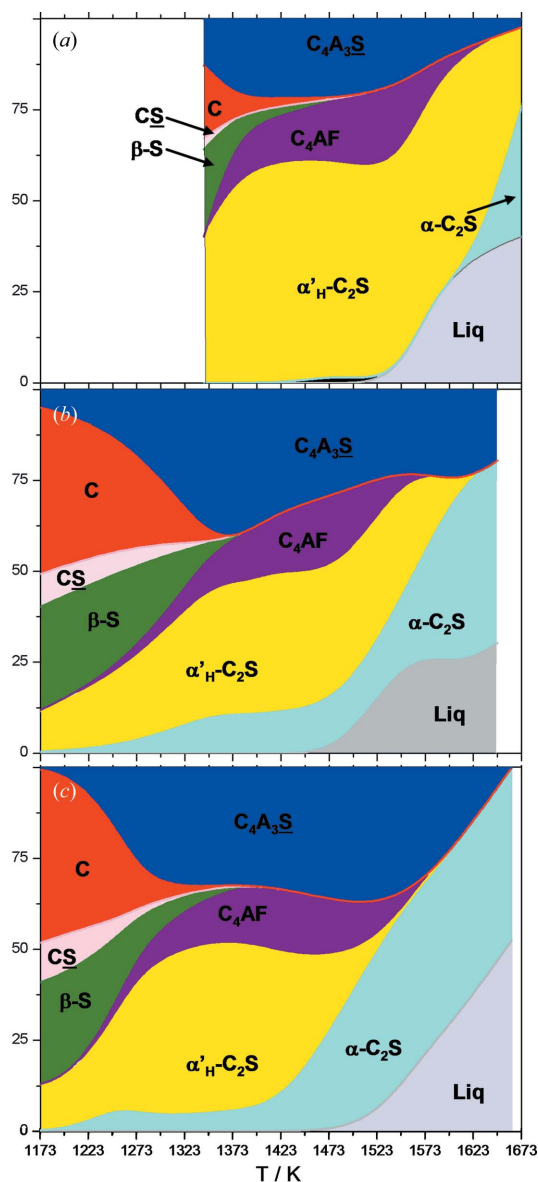 (a)
C₄A₃S̲
75
C
CS̲
β-S
C₄AF
50
α-C₂S
α’H-C₂S
25
Liq
0
(b)
C₄A₃S̲
75
C
C₄AF
CS̲
50
β-S
α-C₂S
α’H-C₂S
25
Liq
0
(c)
C₄A₃S̲
75
C
C₄AF
CS̲
50
β-S
α-C₂S
α’H-C₂S
25
Liq
0
1173 1223 1273 1323 1373 1423 1473 1523 1573 1623 1673
T / K